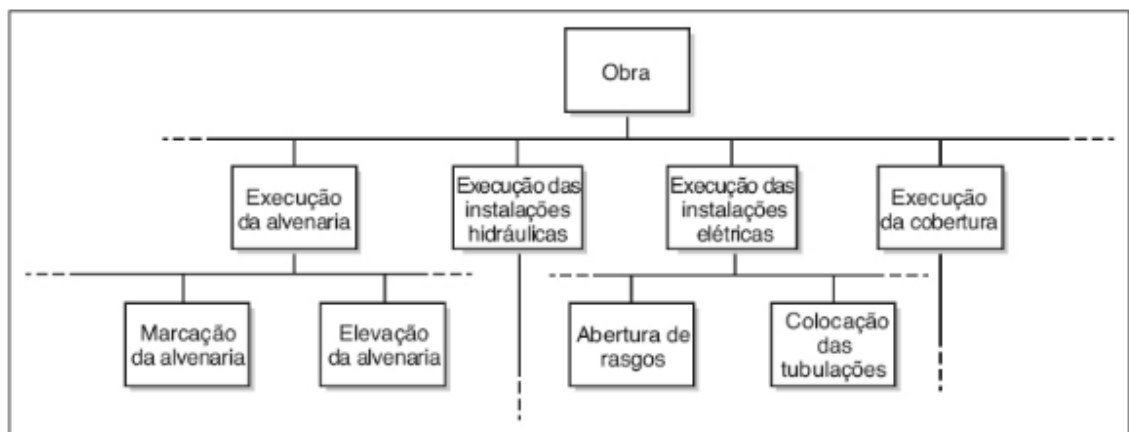 Obra
Execução
da alvenaria
Execução das
instalações
hidráulicas
Execução das
instalações
elétricas
Execução
da cobertura
Marcação
da alvenaria
Elevação
da alvenaria
Abertura de
rasgos
Colocação
das
tubulações